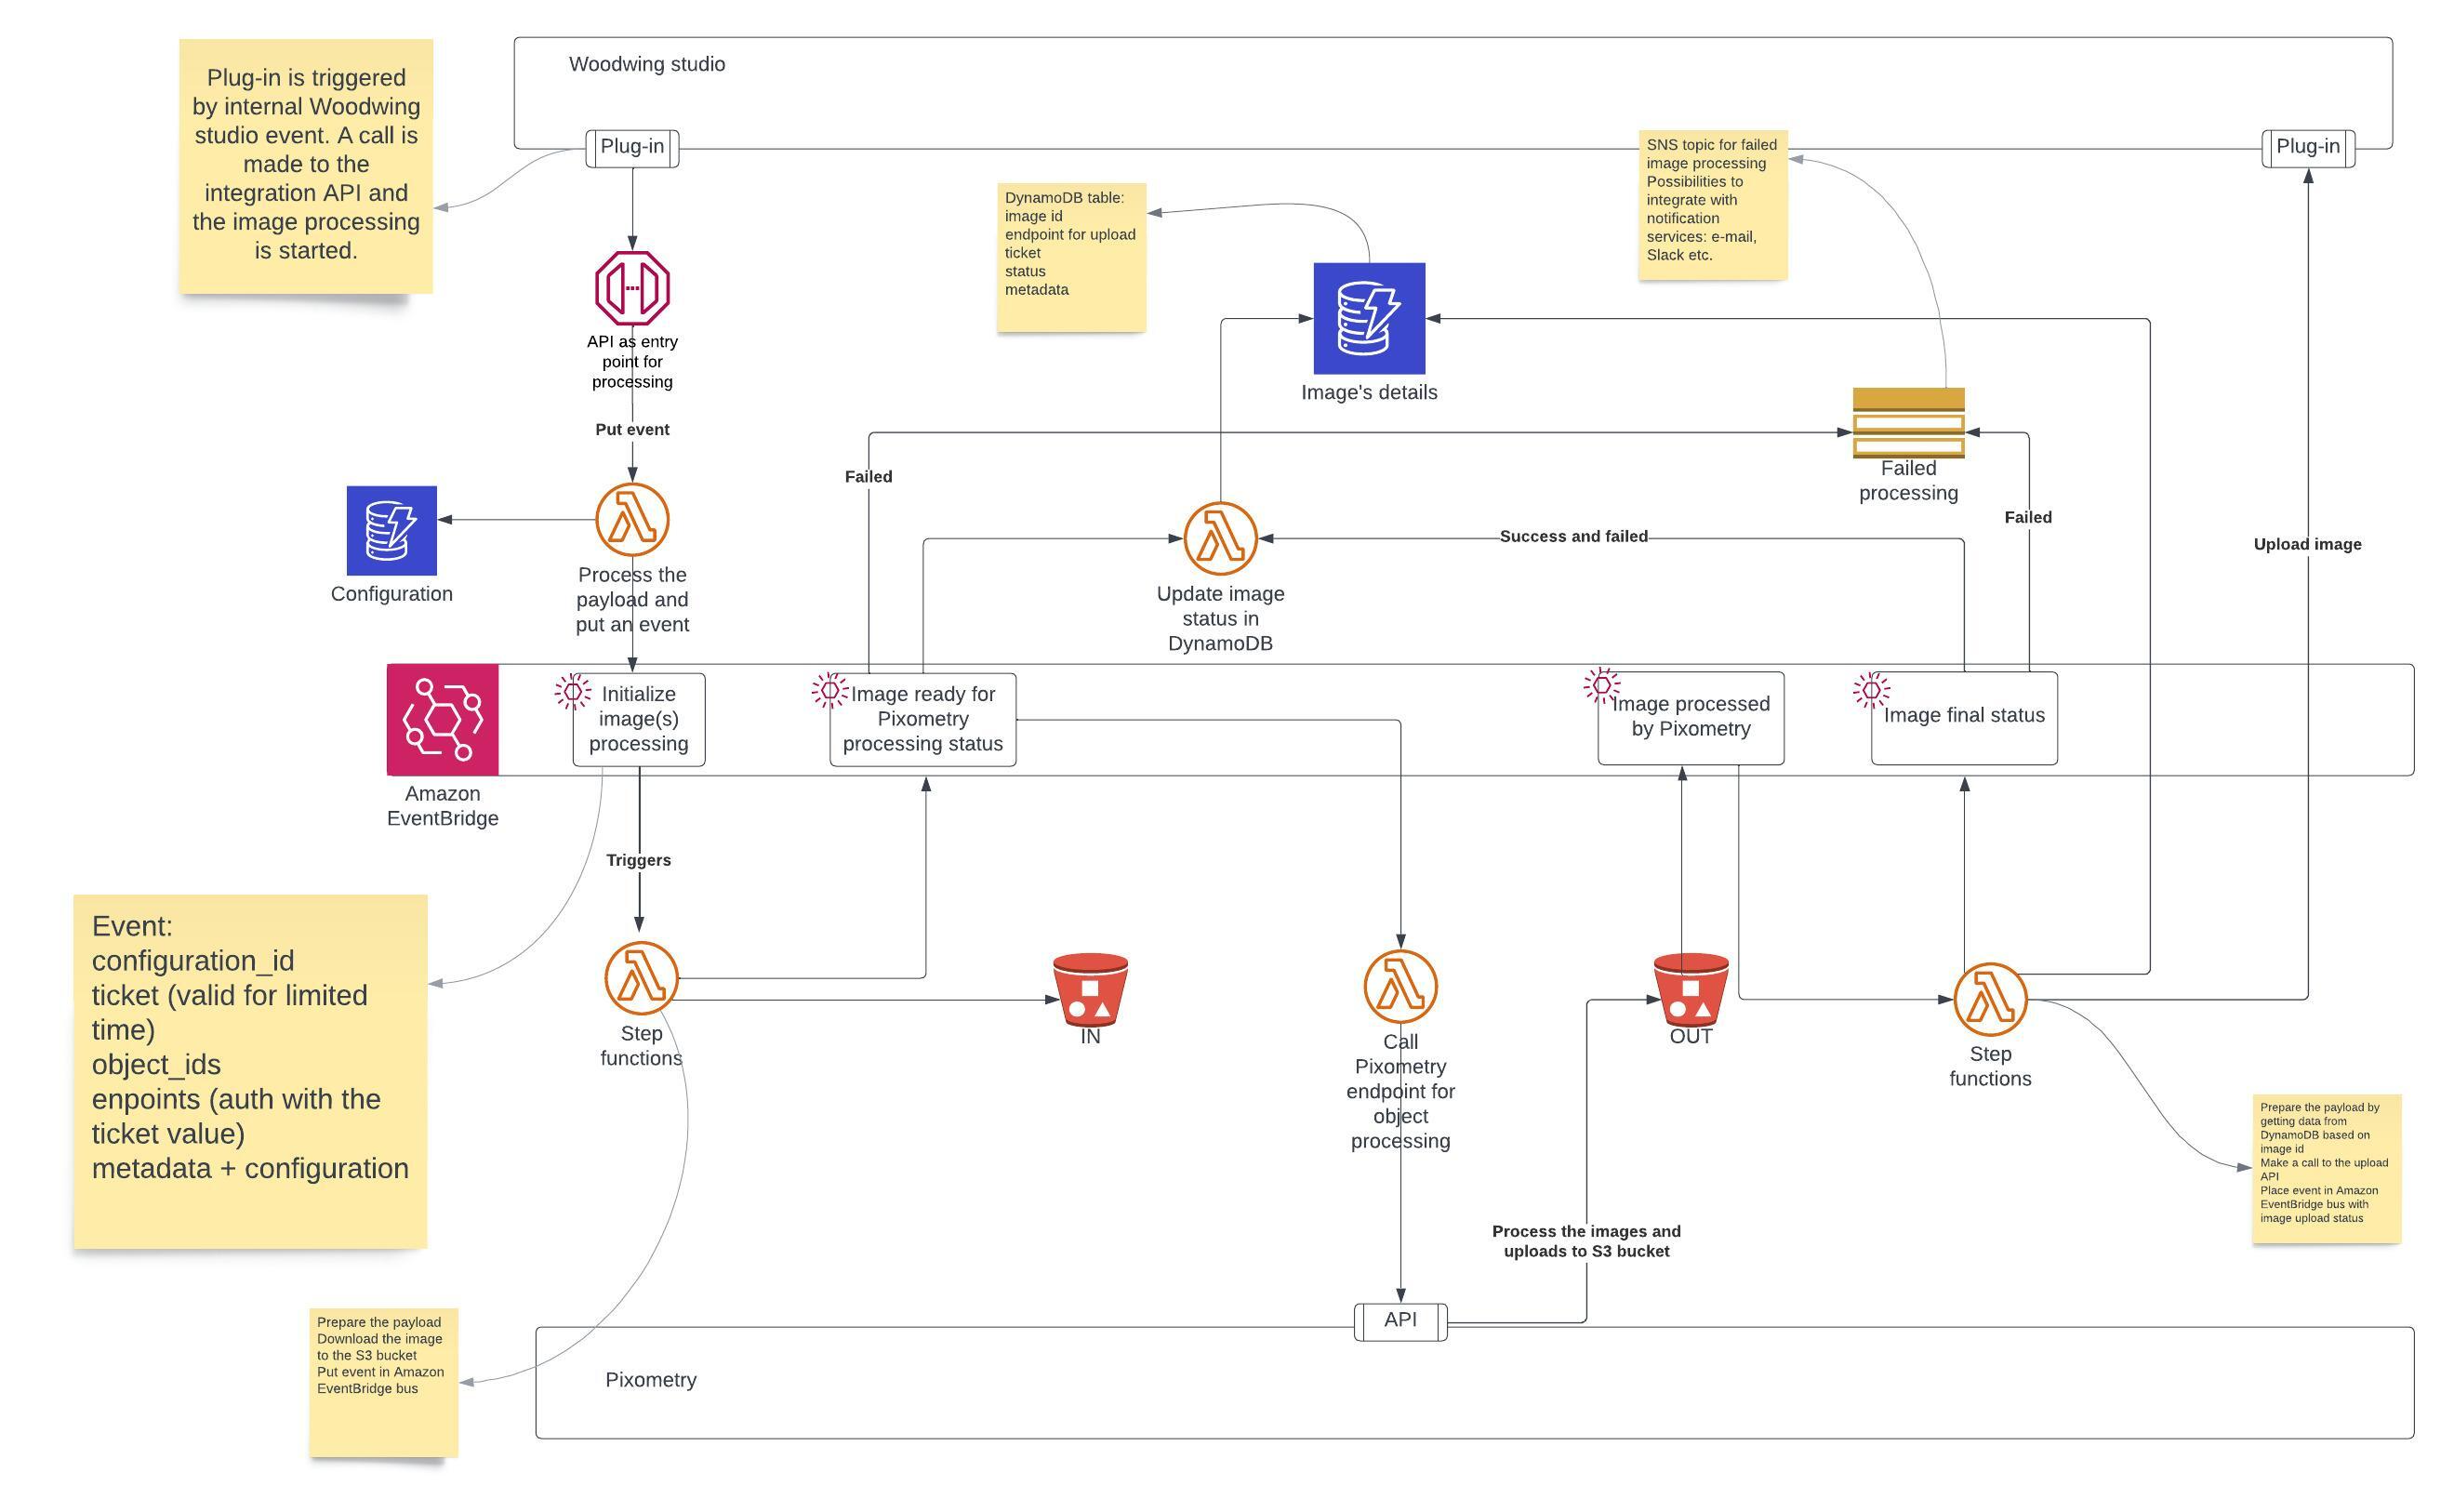 Woodwing studio
Plug-in is triggered
by internal Woodwing
studio event. A call is
made to the
integration API and
the image processing
is started.
Plug-in
Plug-in
SNS topic for failed
image processing
Possibilities to
integrate with
notification
services: e-mail,
Slack etc.
DynamoDB table:
image id
endpoint for upload
ticket
status
metadata
API as entry
point for
processing
Image's details
Put event
Failed
Failed
processing
Failed
Success and failed
Upload image
Configuration
Process the
payload and
put an event
Update image
status in
DynamoDB
Initialize
image(s)
processing
Image ready for
Pixometry
processing status
Image processed
by Pixometry
Image final status
Amazon
EventBridge
Triggers
Event:
configuration_id
ticket (valid for limited
time)
object_ids
enpoints (auth with the
ticket value)
metadata + configuration
Step
functions
IN
Call
Pixometry
endpoint for
object
processing
OUT
Step
functions
Prepare the payload by
getting data from
DynamoDB based on
image id
Make a call to the upload
API
Place event in Amazon
EventBridge bus with
image upload status
Process the images and
uploads to S3 bucket
Prepare the payload
Download the image
to the S3 bucket
Put event in Amazon
EventBridge bus
API
Pixometry